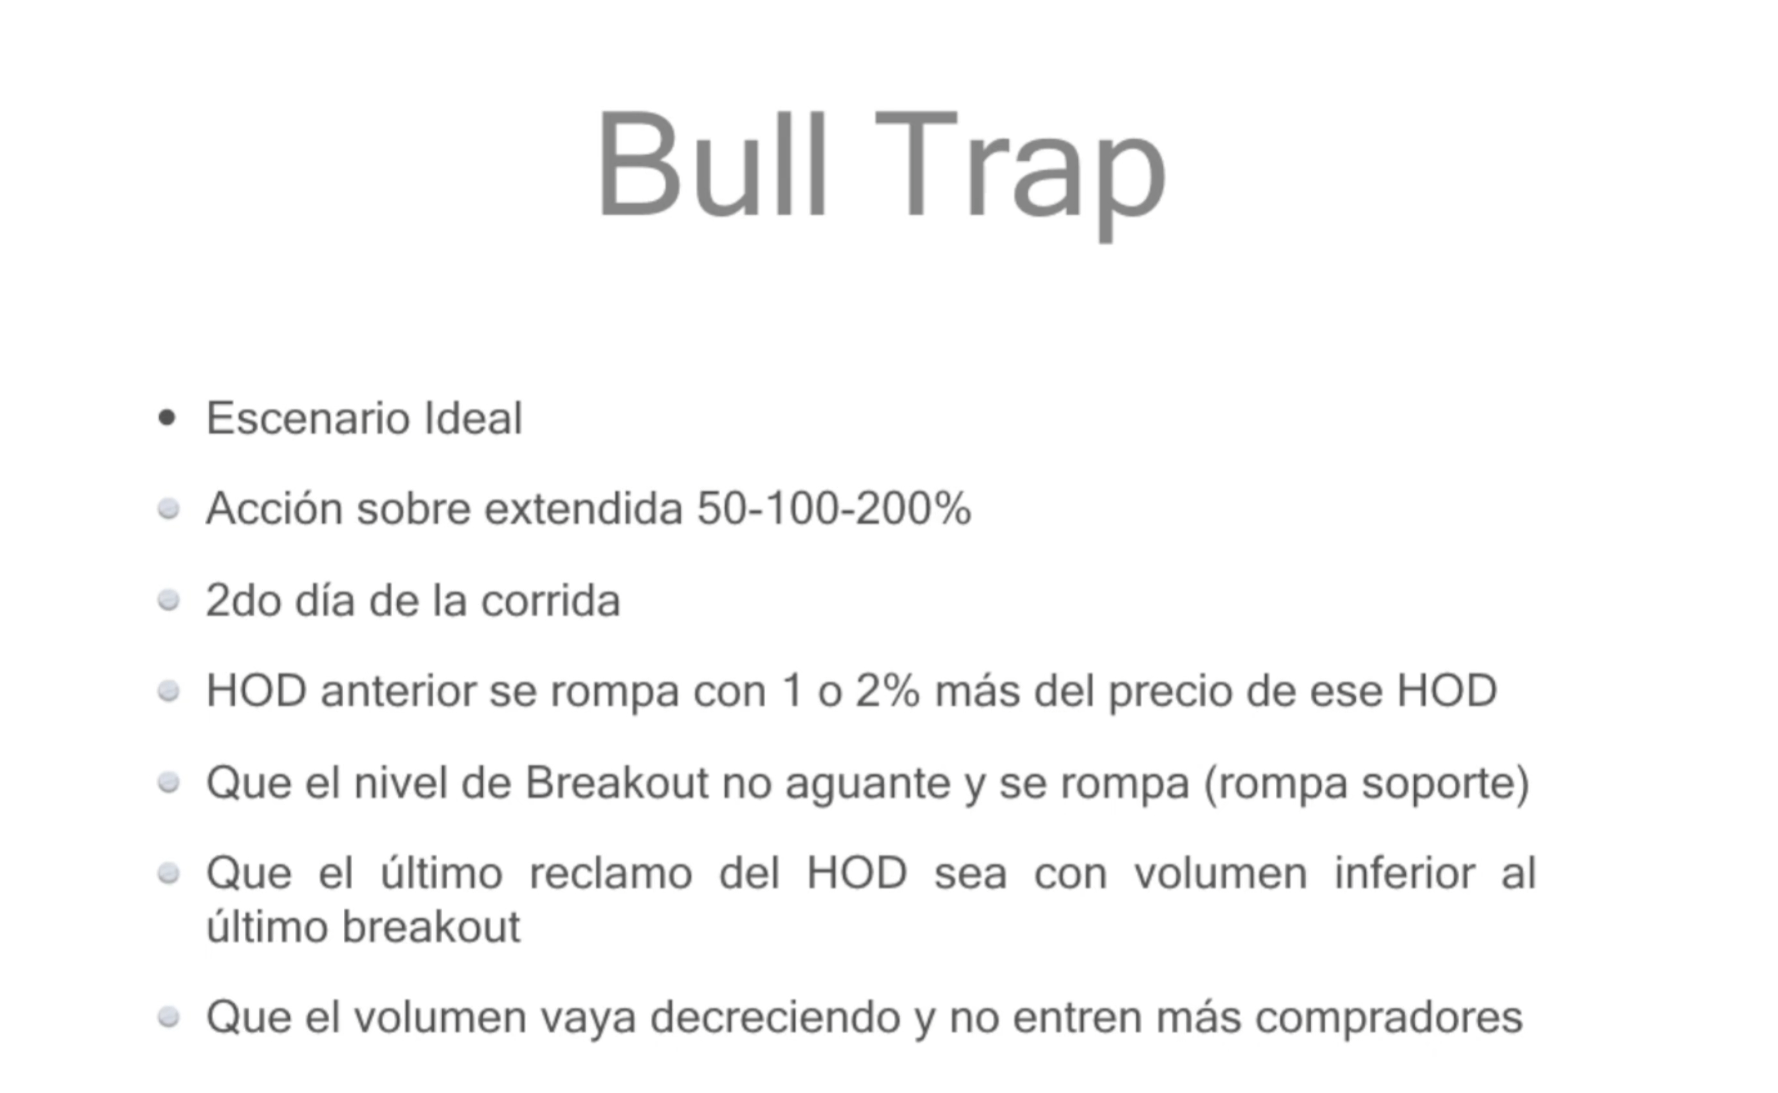 Bull Trap
Escenario Ideal
Acción sobre extendida 50-100-200%
2do día de la corrida
HOD anterior se rompa con 1 o 2% más del precio de ese HOD
Que el nivel de Breakout no aguante y se rompa (rompa soporte)
Que el último reclamo del HOD sea con volumen inferior al
último breakout
Que el volumen vaya decreciendo y no entren más compradores